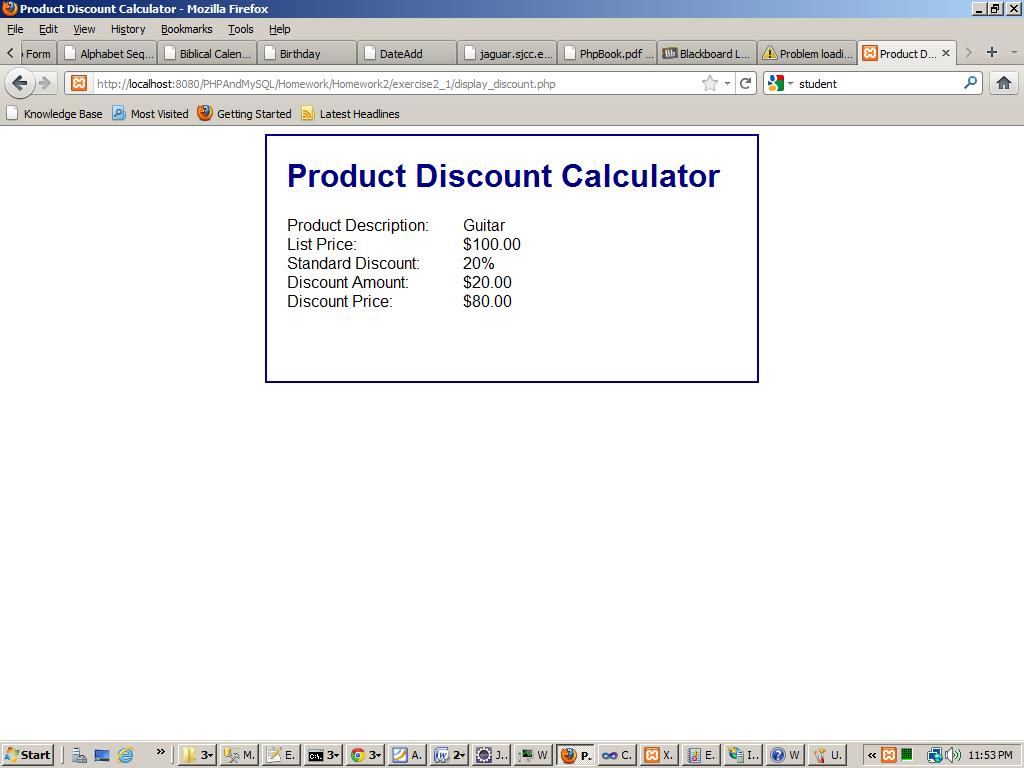 Product Discount Calculator - Mozilla Firefox
File Edit View History Bookmarks Tools Help
Form Alphabet Seq... Biblical Calen... Birthday DateAdd jaguar.sjcc.e... PhpBook.pdf ... Bb Blackboard L... Problem loadi... Product D...
http://localhost:8080/PHPAndMySQL/Homework/Homework2/exercise2_1/display_discount.php student
Knowledge Base Most Visited Getting Started Latest Headlines
Product Discount Calculator
Product Description: Guitar
List Price: $100.00
Standard Discount: 20%
Discount Amount: $20.00
Discount Price: $80.00
Start » 3 M. E. 3 3 A. 2 J.. W P. C. X. E. I.. W U. « 11:53 PM